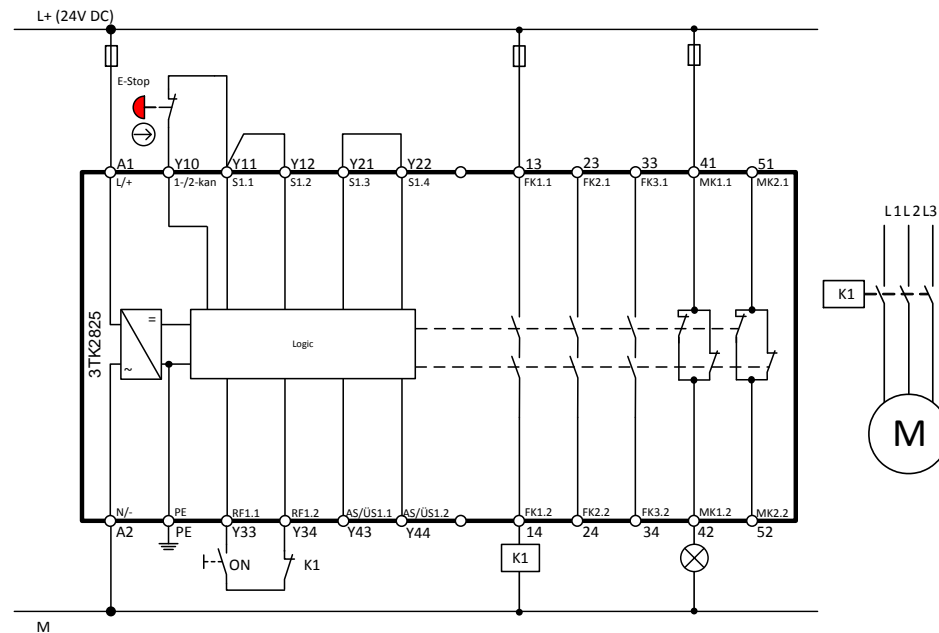 L+ (24V DC)
E-Stop
A1 Y10 Y11 Y12 Y21 Y22 13 23 33 41 51
L/+ 1-/2-kan S1.1 S1.2 S1.3 S1.4 FK1.1 FK2.1 FK3.1 MK1.1 MK2.1
L1 L2 L3
K1
3TK2825
=
~
Logic
M
N/- PE RF1.1 RF1.2 AS/ÜS1.1 AS/ÜS1.2 FK1.2 FK2.2 FK3.2 MK1.2 MK2.2
A2 PE Y33 Y34 Y43 Y44 14 24 34 42 52
ON K1 K1
M